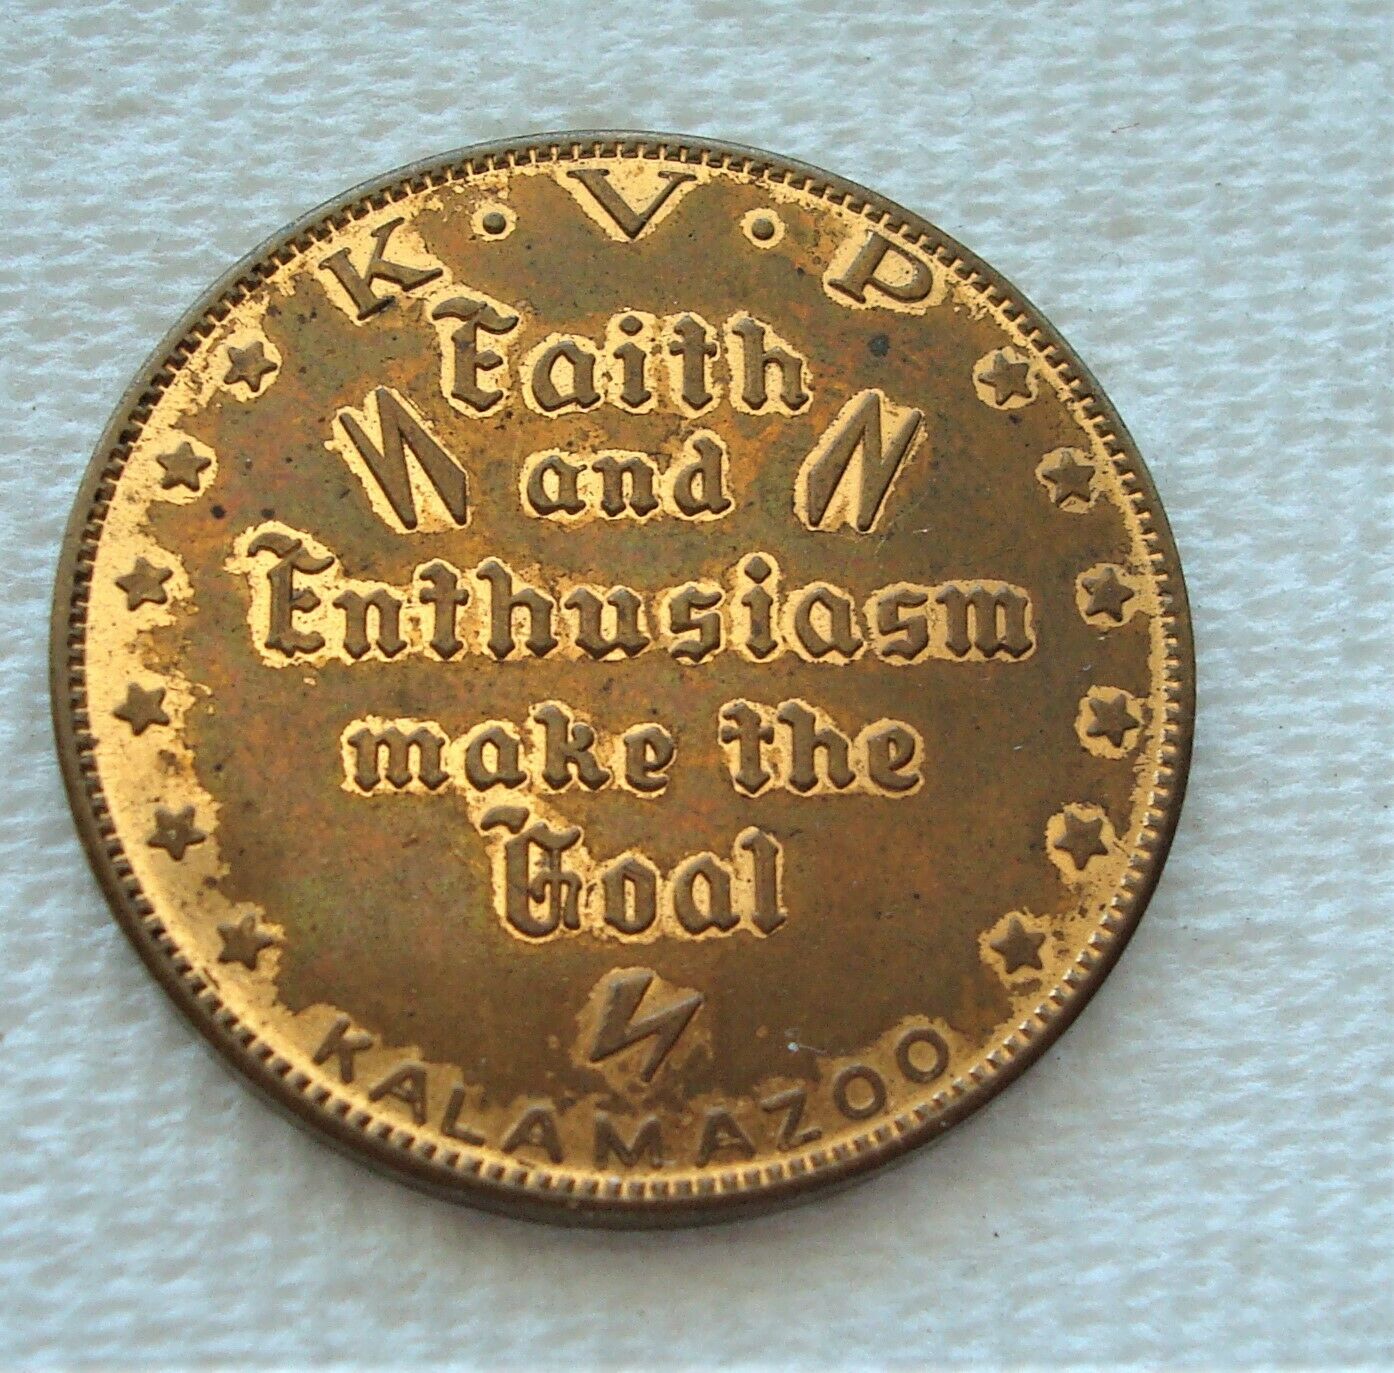 K·V·P
Faith
and
Enthusiasm
make the
Goal
KALAMAZOO